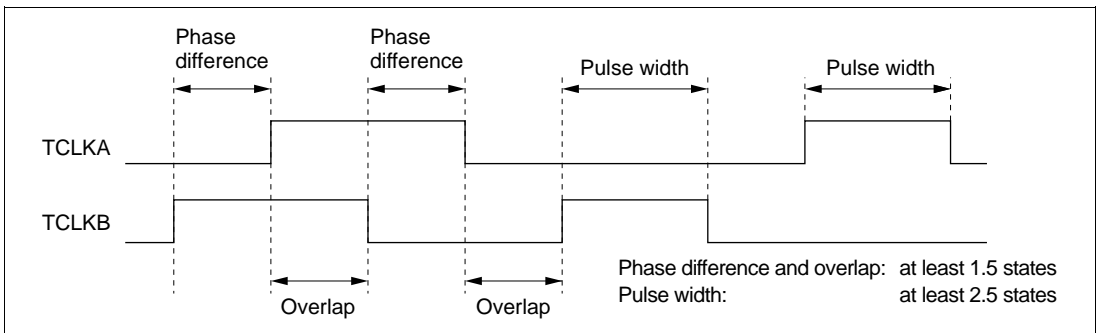 Phase
difference
Phase
difference
Pulse width
Pulse width
TCLKA
TCLKB
Overlap
Overlap
Phase difference and overlap: at least 1.5 states
Pulse width: at least 2.5 states